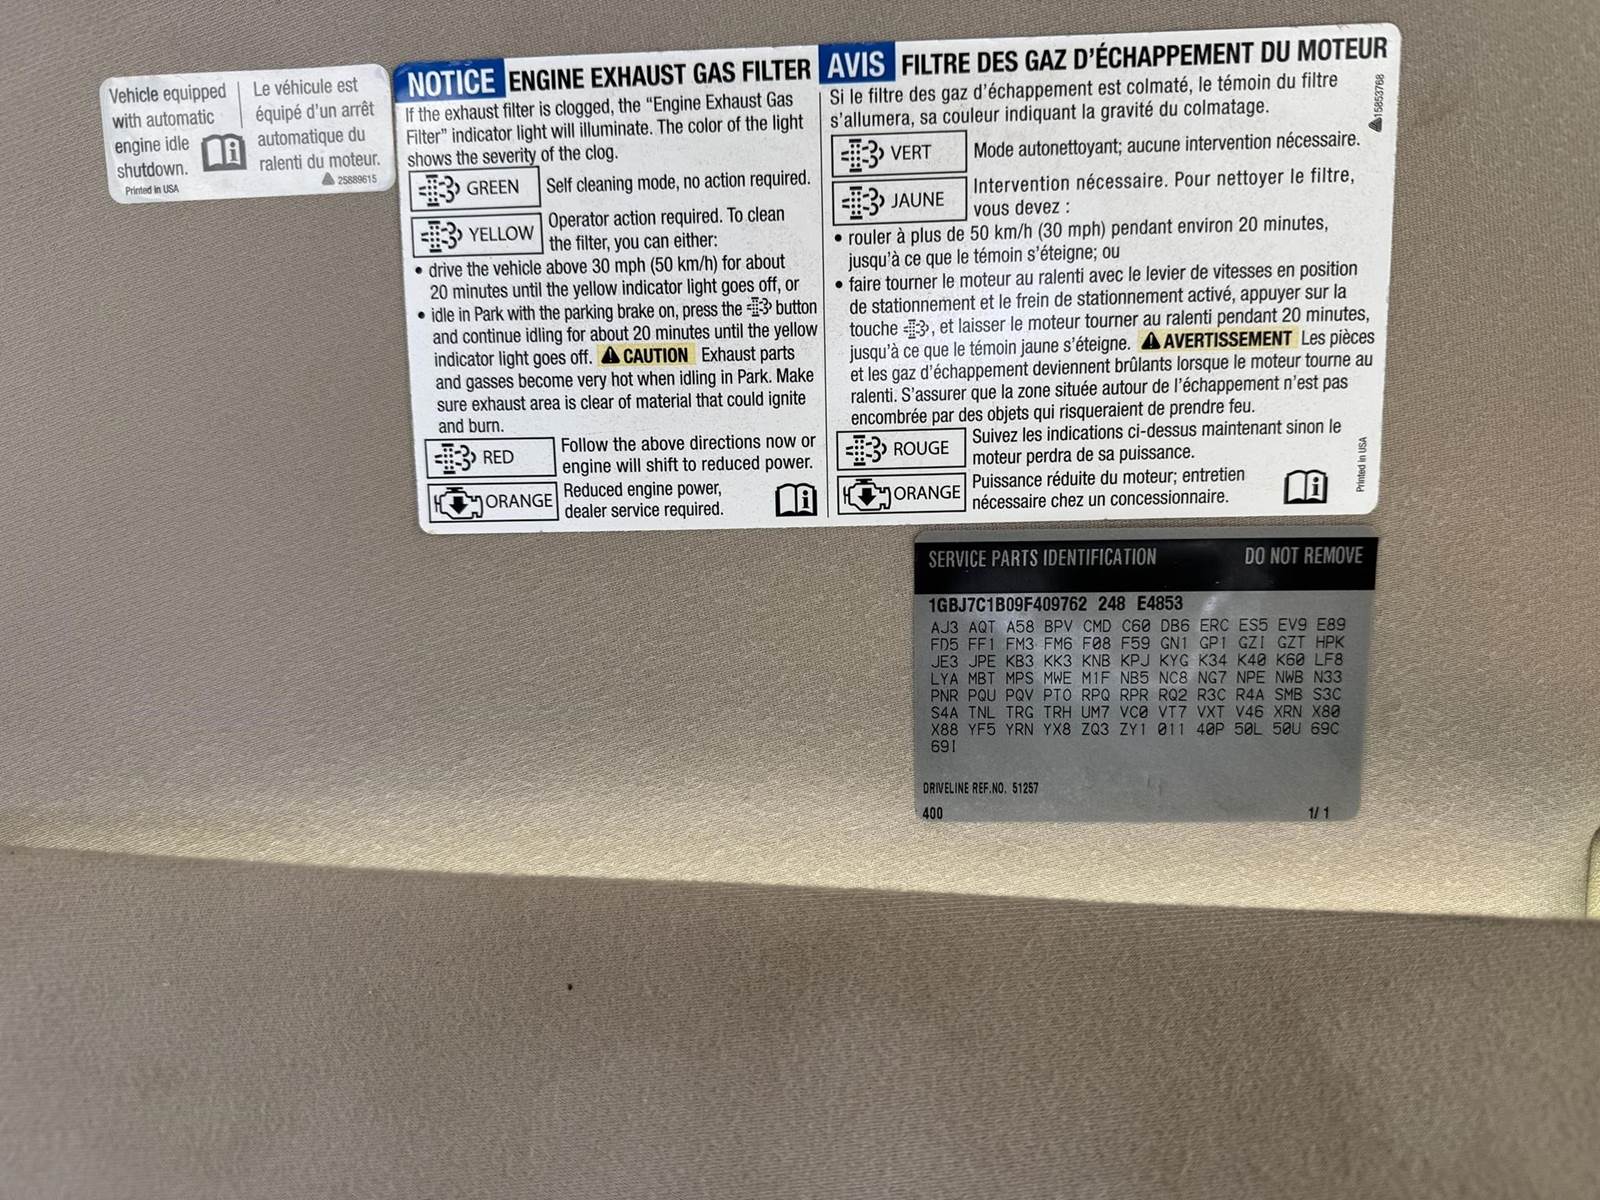 Vehicle equipped
with automatic
engine idle
shutdown.
Printed in USA
Le véhicule est
équipé d'un arrêt
automatique du
ralenti du moteur.
25889615
NOTICE ENGINE EXHAUST GAS FILTER
If the exhaust filter is clogged, the "Engine Exhaust Gas
Filter" indicator light will illuminate. The color of the light
shows the severity of the clog.
GREEN Self cleaning mode, no action required.
YELLOW Operator action required. To clean
the filter, you can either:
• drive the vehicle above 30 mph (50 km/h) for about
20 minutes until the yellow indicator light goes off, or
• idle in Park with the parking brake on, press the button
and continue idling for about 20 minutes until the yellow
indicator light goes off. CAUTION Exhaust parts
and gasses become very hot when idling in Park. Make
sure exhaust area is clear of material that could ignite
and burn.
RED Follow the above directions now or
engine will shift to reduced power.
ORANGE Reduced engine power,
dealer service required.
AVIS FILTRE DES GAZ D'ÉCHAPPEMENT DU MOTEUR
Si le filtre des gaz d'échappement est colmaté, le témoin du filtre
s'allumera, sa couleur indiquant la gravité du colmatage.
15853768
VERT Mode autonettoyant; aucune intervention nécessaire.
JAUNE Intervention nécessaire. Pour nettoyer le filtre,
vous devez :
• rouler à plus de 50 km/h (30 mph) pendant environ 20 minutes,
jusqu'à ce que le témoin s'éteigne; ou
• faire tourner le moteur au ralenti avec le levier de vitesses en position
de stationnement et le frein de stationnement activé, appuyer sur la
touche , et laisser le moteur tourner au ralenti pendant 20 minutes,
jusqu'à ce que le témoin jaune s'éteigne. AVERTISSEMENT Les pièces
et les gaz d'échappement deviennent brûlants lorsque le moteur tourne au
ralenti. S'assurer que la zone située autour de l'échappement n'est pas
encombrée par des objets qui risqueraient de prendre feu.
ROUGE Suivez les indications ci-dessus maintenant sinon le
moteur perdra de sa puissance.
ORANGE Puissance réduite du moteur; entretien
nécessaire chez un concessionnaire.
Printed in USA
SERVICE PARTS IDENTIFICATION DO NOT REMOVE
1GBJ7C1B09F409762 248 E4853
AJ3 AQT A58 BPV CMD C60 DB6 ERC ES5 EV9 E89
FD5 FF1 FM3 FM6 F08 F59 GN1 GP1 GZI GZT HPK
JE3 JPE KB3 KK3 KNB KPJ KYG K34 K40 K60 LF8
LYA MBT MPS MWE M1F NB5 NC8 NG7 NPE NWB N33
PNR PQU PQV PTO RPQ RPR RQ2 R3C R4A SMB S3C
S4A TNL TRG TRH UM7 VC0 VT7 VXT V46 XRN X80
X88 YF5 YRN YX8 ZQ3 ZY1 011 40P 50L 50U 69C
69I
DRIVELINE REF.NO. 51257
400 1/ 1